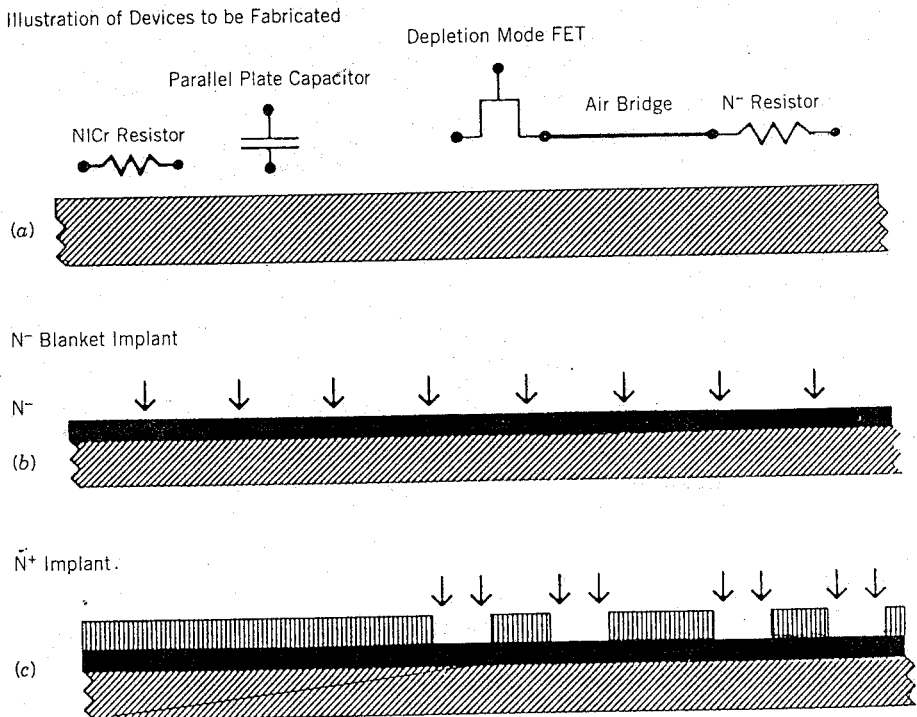 Illustration of Devices to be Fabricated
Depletion Mode FET
Parallel Plate Capacitor
Air Bridge
N⁻ Resistor
NiCr Resistor
(a)
N⁻ Blanket Implant
N⁻
(b)
N⁺ Implant.
(c)